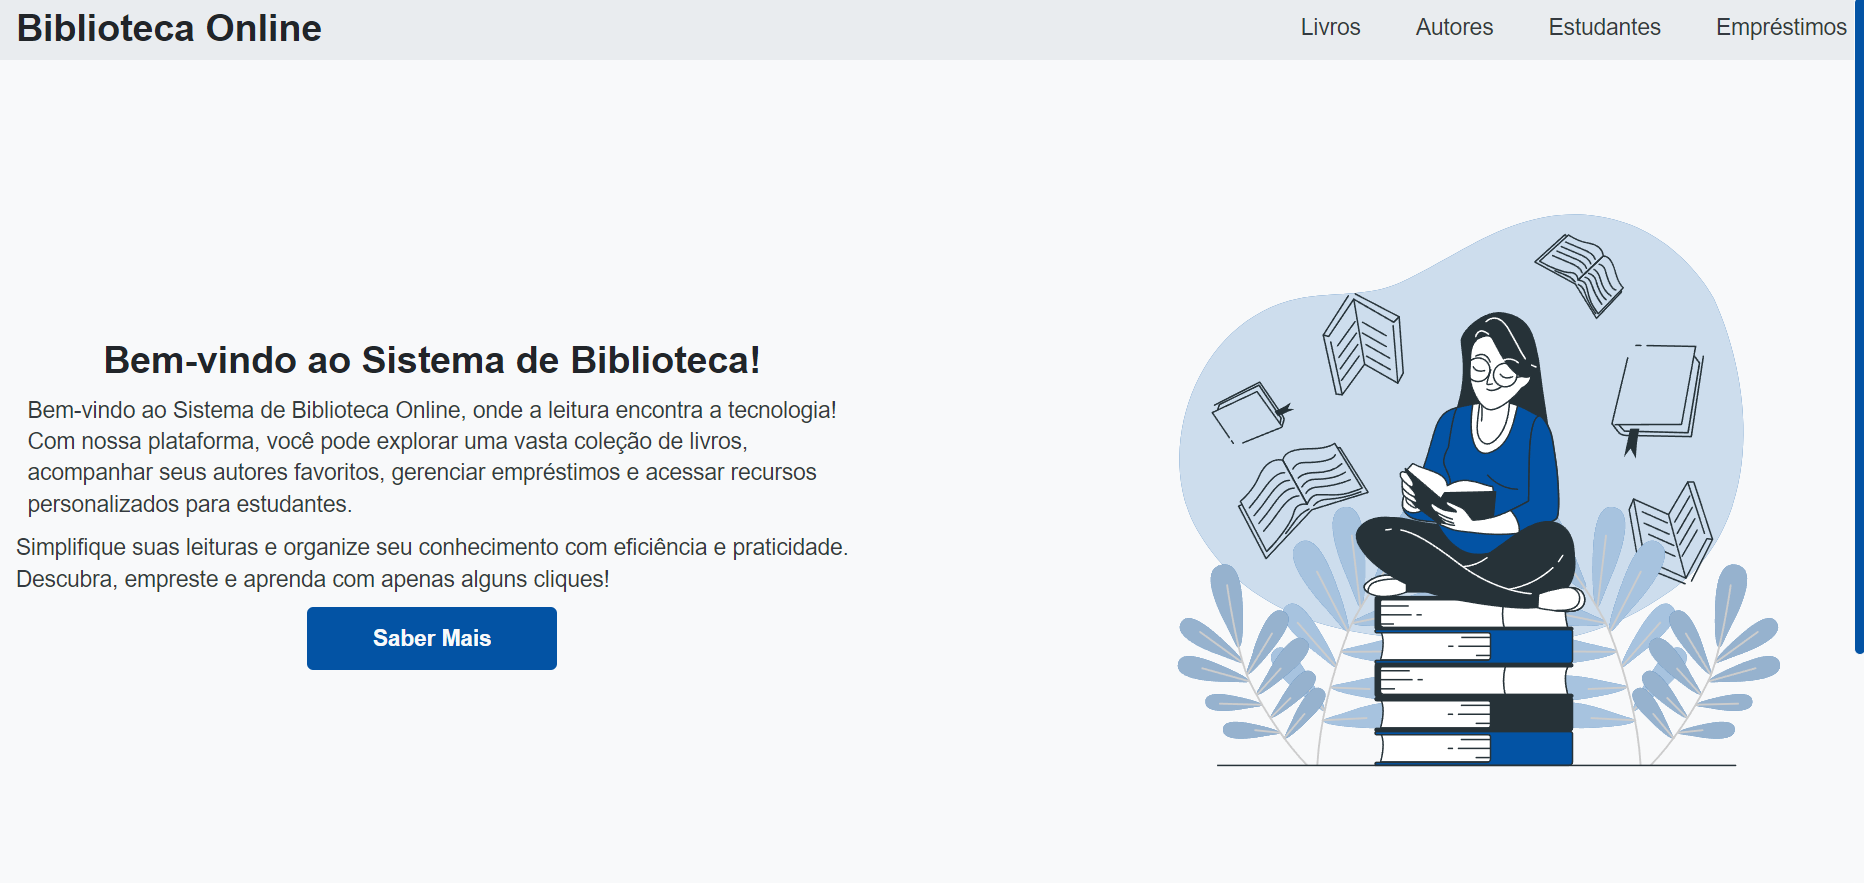 Biblioteca Online
Livros
Autores
Estudantes
Empréstimos
Bem-vindo ao Sistema de Biblioteca!
Bem-vindo ao Sistema de Biblioteca Online, onde a leitura encontra a tecnologia!
Com nossa plataforma, você pode explorar uma vasta coleção de livros,
acompanhar seus autores favoritos, gerenciar empréstimos e acessar recursos
personalizados para estudantes.
Simplifique suas leituras e organize seu conhecimento com eficiência e praticidade.
Descubra, empreste e aprenda com apenas alguns cliques!
Saber Mais